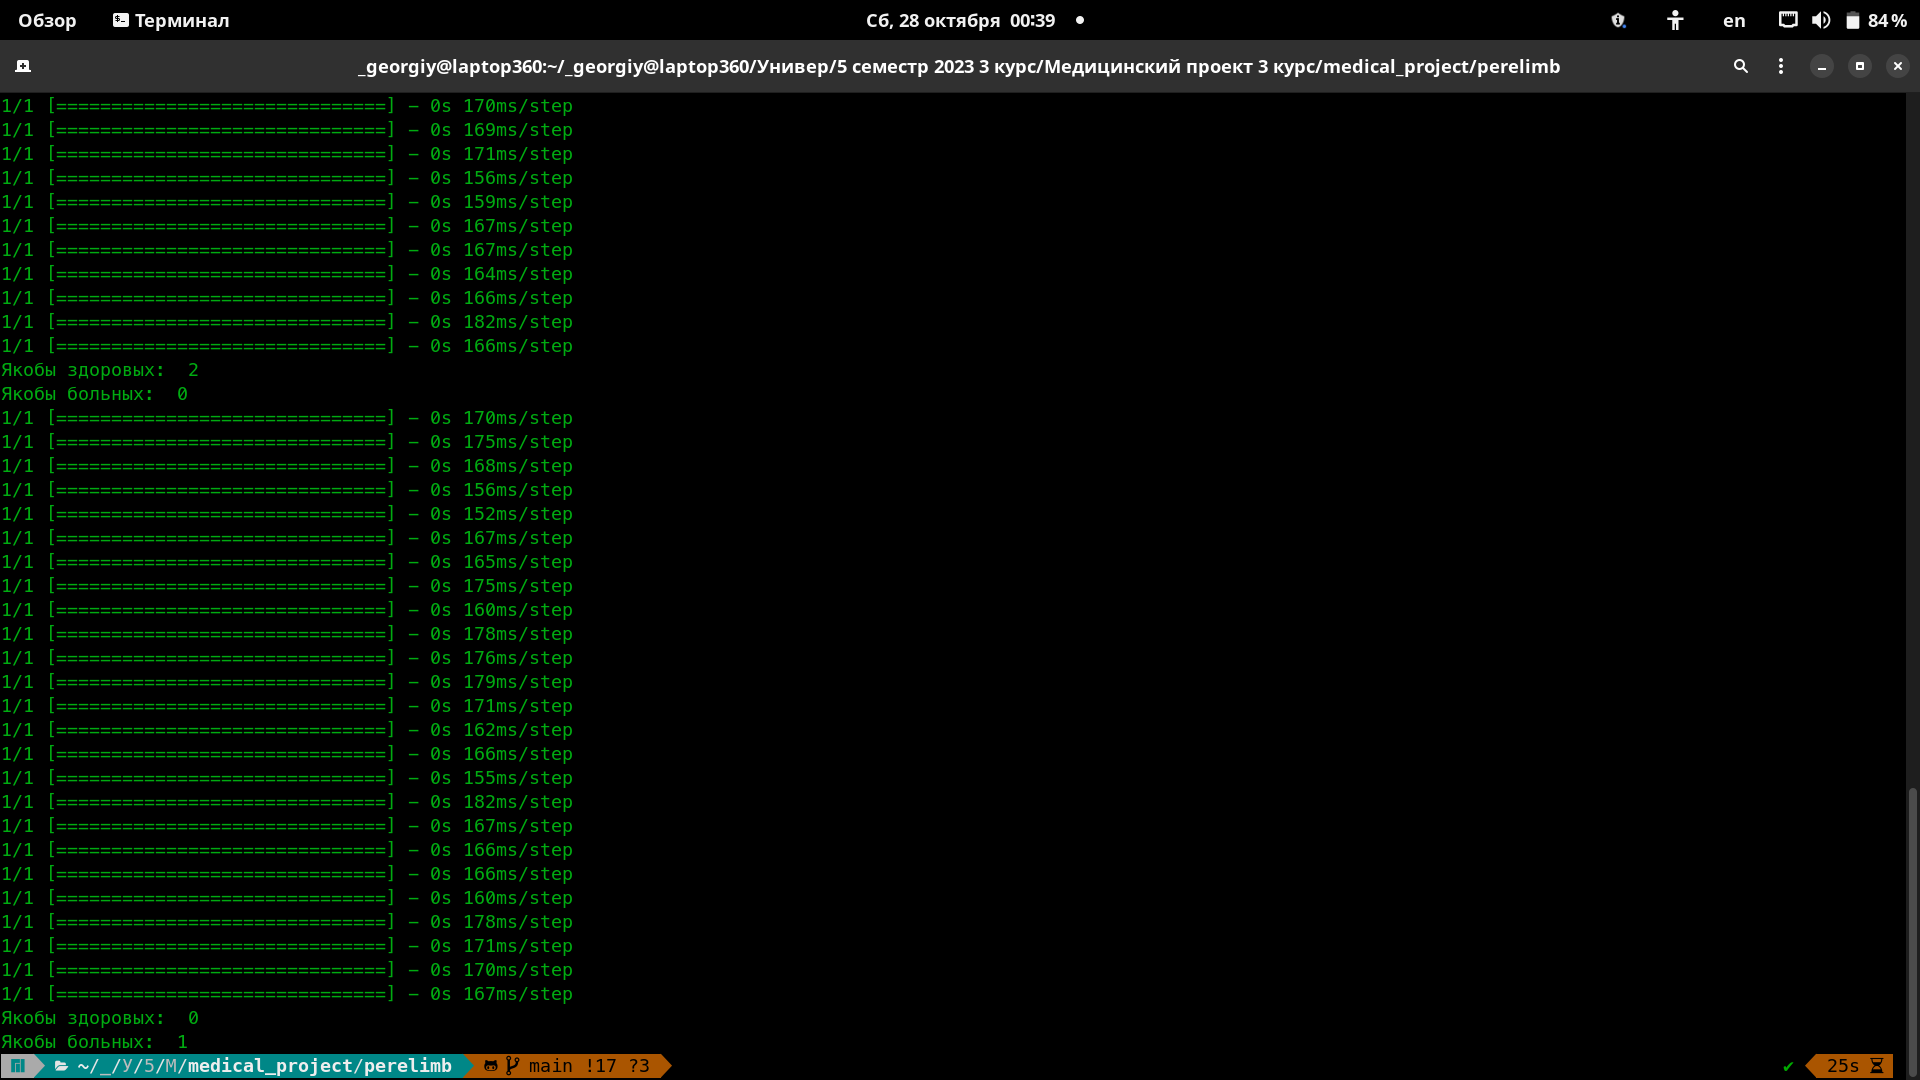 Обзор Терминал Сб, 28 октября 00:39 en 84 %
_georgiy@laptop360:~/_georgiy@laptop360/Универ/5 семестр 2023 3 курс/Медицинский проект 3 курс/medical_project/perelimb
1/1 [==============================] - 0s 170ms/step
1/1 [==============================] - 0s 169ms/step
1/1 [==============================] - 0s 171ms/step
1/1 [==============================] - 0s 156ms/step
1/1 [==============================] - 0s 159ms/step
1/1 [==============================] - 0s 167ms/step
1/1 [==============================] - 0s 167ms/step
1/1 [==============================] - 0s 164ms/step
1/1 [==============================] - 0s 166ms/step
1/1 [==============================] - 0s 182ms/step
1/1 [==============================] - 0s 166ms/step
Якобы здоровых:  2
Якобы больных:  0
1/1 [==============================] - 0s 170ms/step
1/1 [==============================] - 0s 175ms/step
1/1 [==============================] - 0s 168ms/step
1/1 [==============================] - 0s 156ms/step
1/1 [==============================] - 0s 152ms/step
1/1 [==============================] - 0s 167ms/step
1/1 [==============================] - 0s 165ms/step
1/1 [==============================] - 0s 175ms/step
1/1 [==============================] - 0s 160ms/step
1/1 [==============================] - 0s 178ms/step
1/1 [==============================] - 0s 176ms/step
1/1 [==============================] - 0s 179ms/step
1/1 [==============================] - 0s 171ms/step
1/1 [==============================] - 0s 162ms/step
1/1 [==============================] - 0s 166ms/step
1/1 [==============================] - 0s 155ms/step
1/1 [==============================] - 0s 182ms/step
1/1 [==============================] - 0s 167ms/step
1/1 [==============================] - 0s 166ms/step
1/1 [==============================] - 0s 166ms/step
1/1 [==============================] - 0s 160ms/step
1/1 [==============================] - 0s 178ms/step
1/1 [==============================] - 0s 171ms/step
1/1 [==============================] - 0s 170ms/step
1/1 [==============================] - 0s 167ms/step
Якобы здоровых:  0
Якобы больных:  1
~/_/У/5/М/medical_project/perelimb main !17 ?3 ✔ 25s